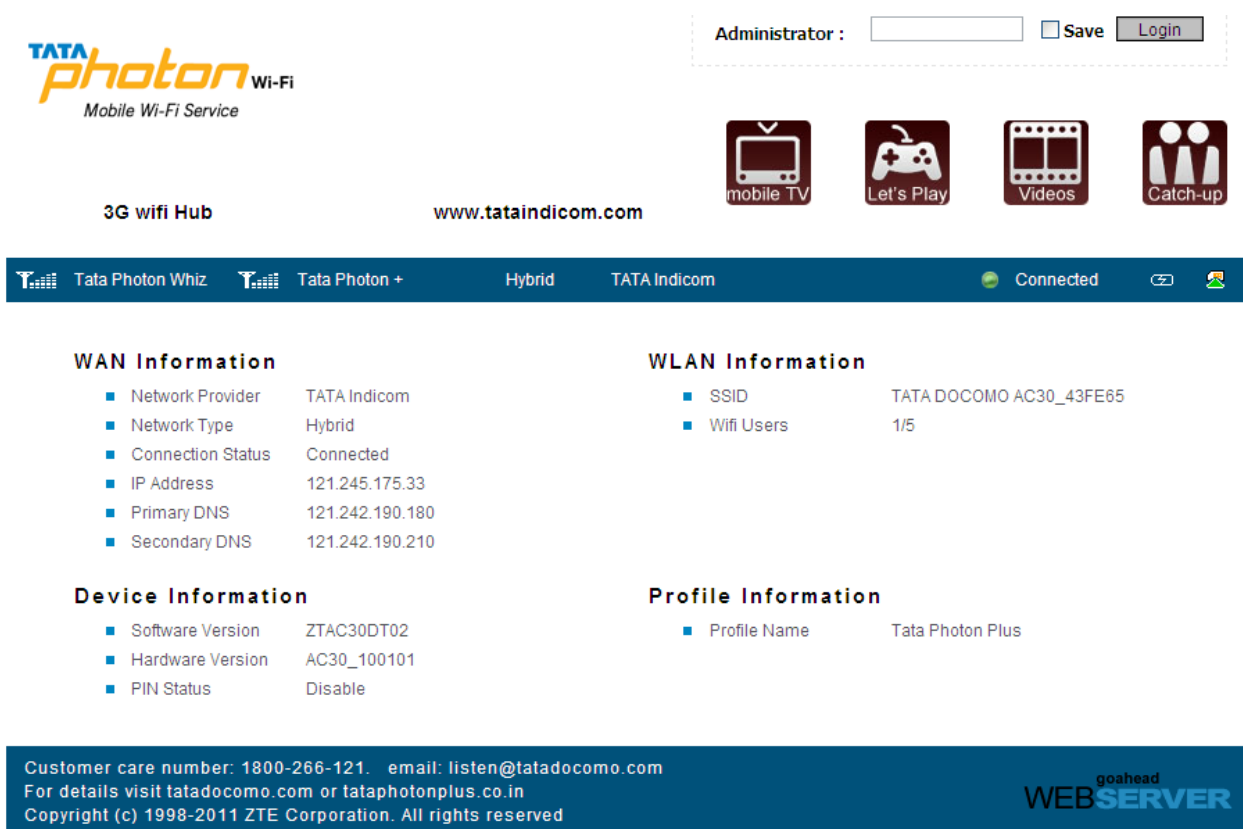 Administrator :
Save
Login
TATA
photon Wi-Fi
Mobile Wi-Fi Service
mobile TV
Let's Play
Videos
Catch-up
3G wifi Hub
www.tataindicom.com
Tata Photon Whiz Tata Photon + Hybrid TATA Indicom Connected
WAN Information
Network Provider TATA Indicom
Network Type Hybrid
Connection Status Connected
IP Address 121.245.175.33
Primary DNS 121.242.190.180
Secondary DNS 121.242.190.210
WLAN Information
SSID TATA DOCOMO AC30_43FE65
Wifi Users 1/5
Device Information
Software Version ZTAC30DT02
Hardware Version AC30_100101
PIN Status Disable
Profile Information
Profile Name Tata Photon Plus
Customer care number: 1800-266-121. email: listen@tatadocomo.com
For details visit tatadocomo.com or tataphotonplus.co.in
Copyright (c) 1998-2011 ZTE Corporation. All rights reserved
goahead
WEBSERVER